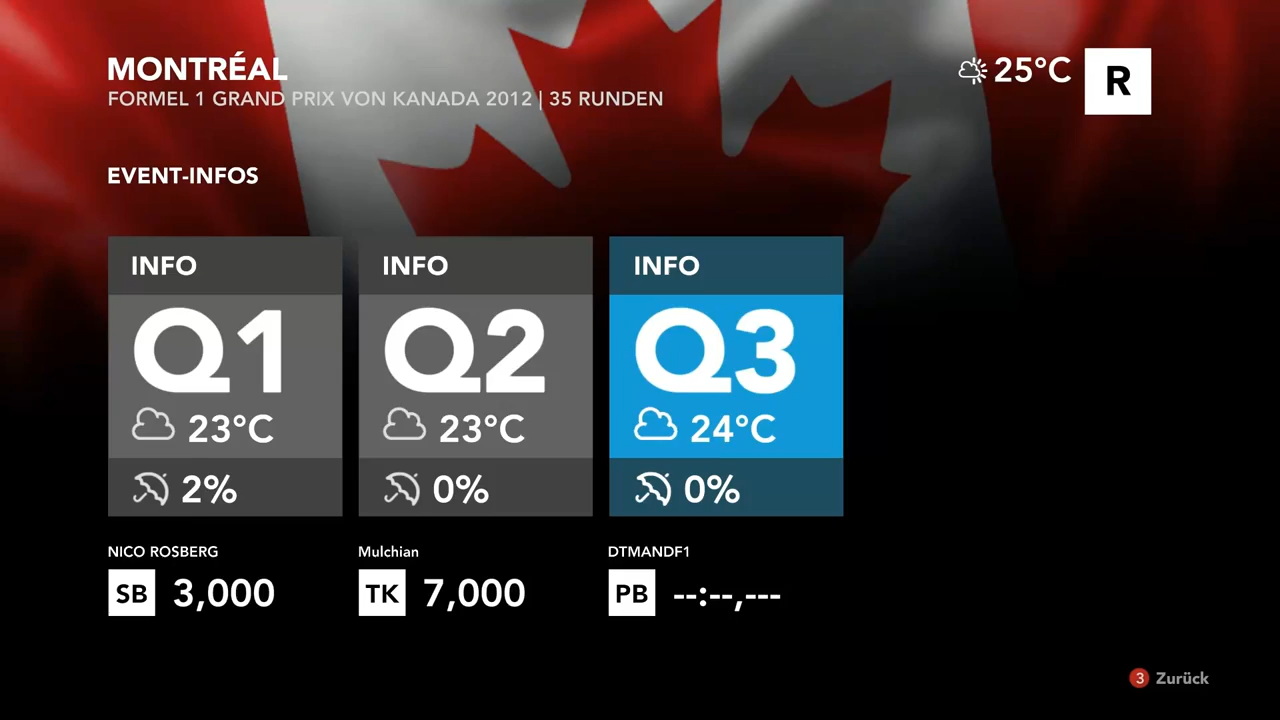 MONTRÉAL
FORMEL 1 GRAND PRIX VON KANADA 2012 | 35 RUNDEN
25°C
R
EVENT-INFOS
INFO
Q1
23°C
2%
INFO
Q2
23°C
0%
INFO
Q3
24°C
0%
NICO ROSBERG
SB 3,000
Mulchian
TK 7,000
DTMANDF1
PB --:--,---
3 Zurück